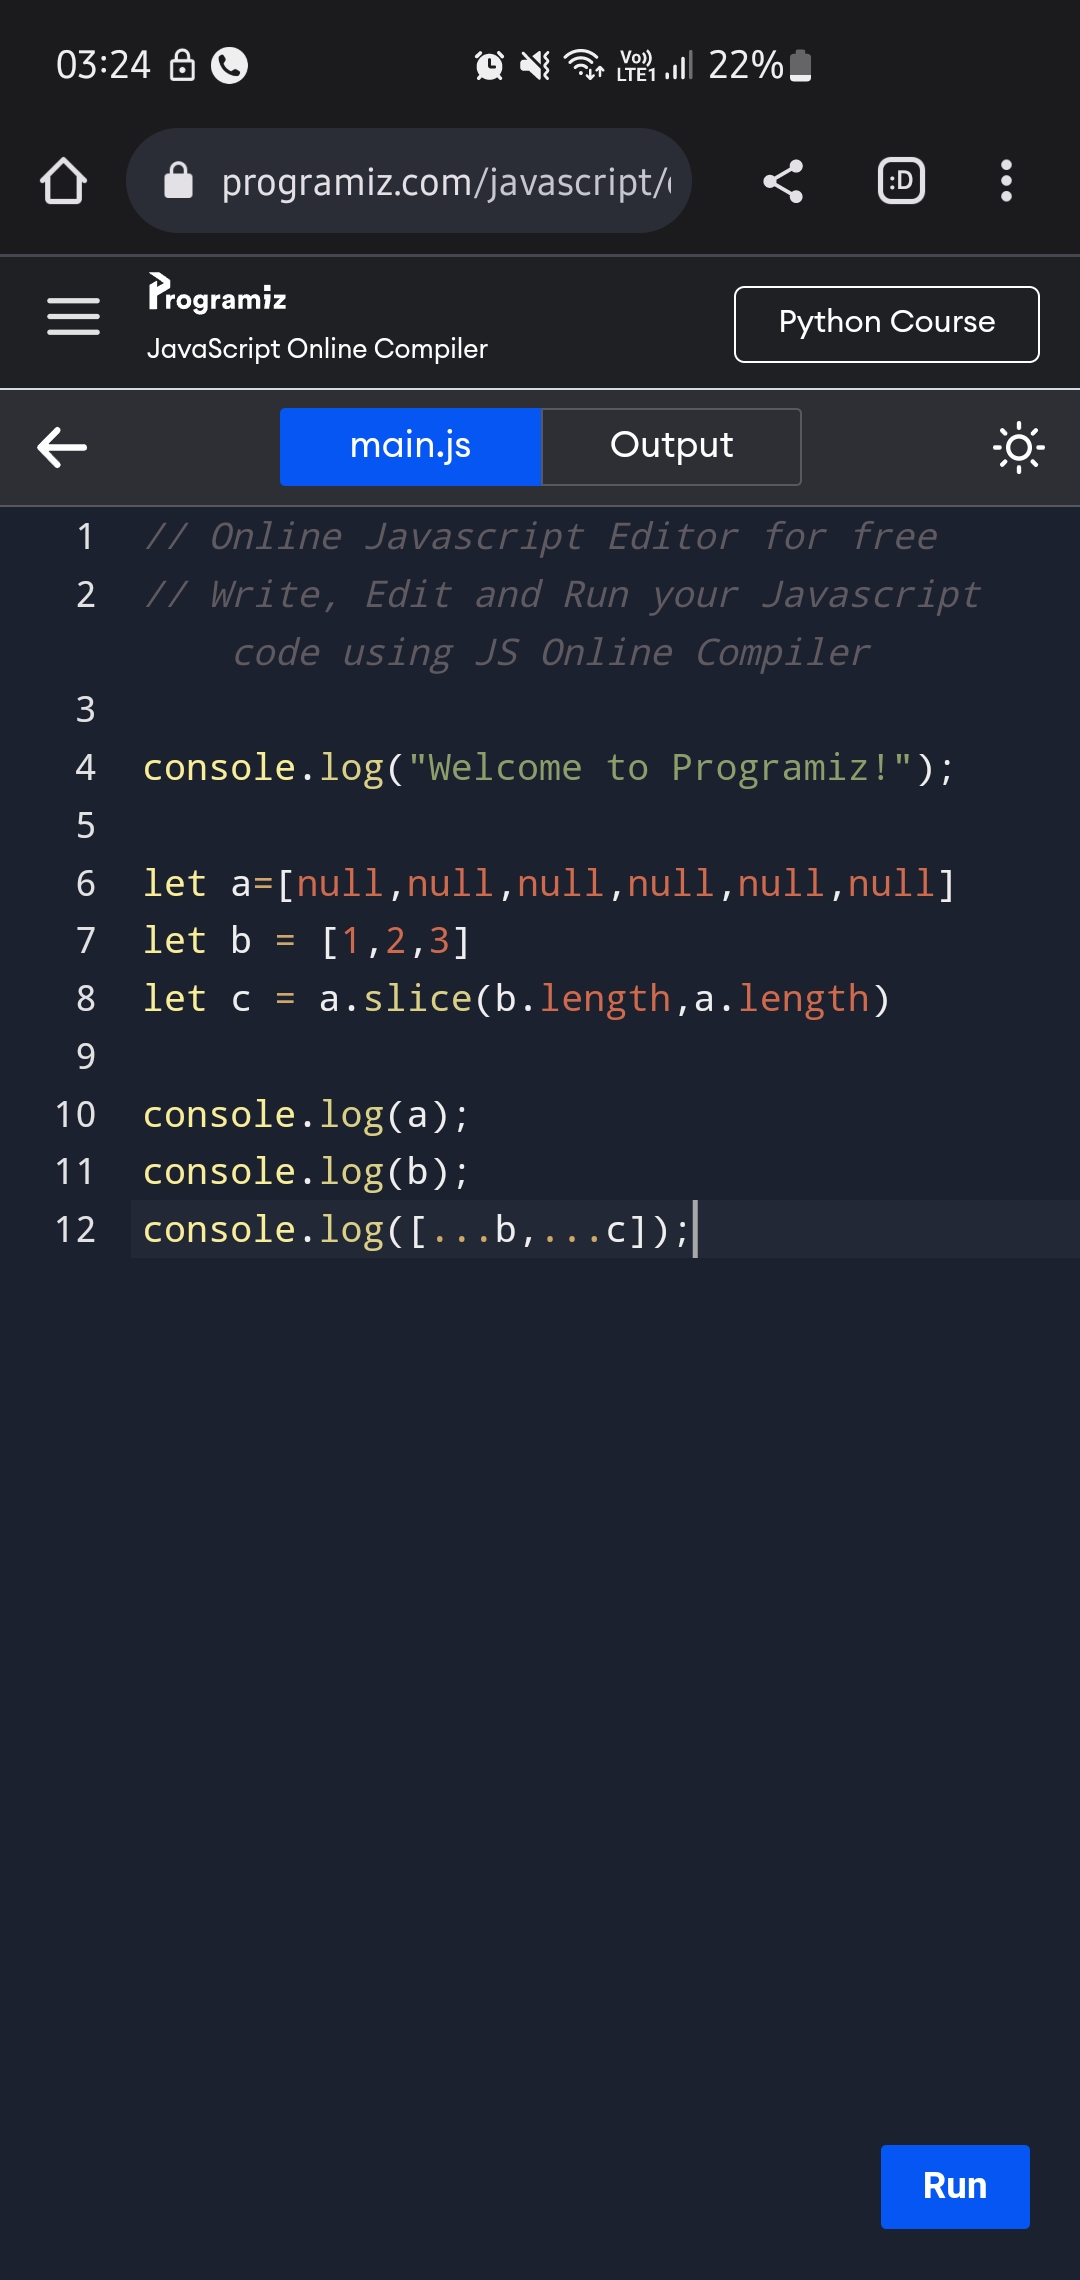 03:24 Vo)) LTE1 22%
programiz.com/javascript/
:D
Programiz
JavaScript Online Compiler
Python Course
main.js Output
1 // Online Javascript Editor for free
2 // Write, Edit and Run your Javascript
code using JS Online Compiler
3
4 console.log("Welcome to Programiz!");
5
6 let a=[null,null,null,null,null,null]
7 let b = [1,2,3]
8 let c = a.slice(b.length,a.length)
9
10 console.log(a);
11 console.log(b);
12 console.log([...b,...c]);
Run